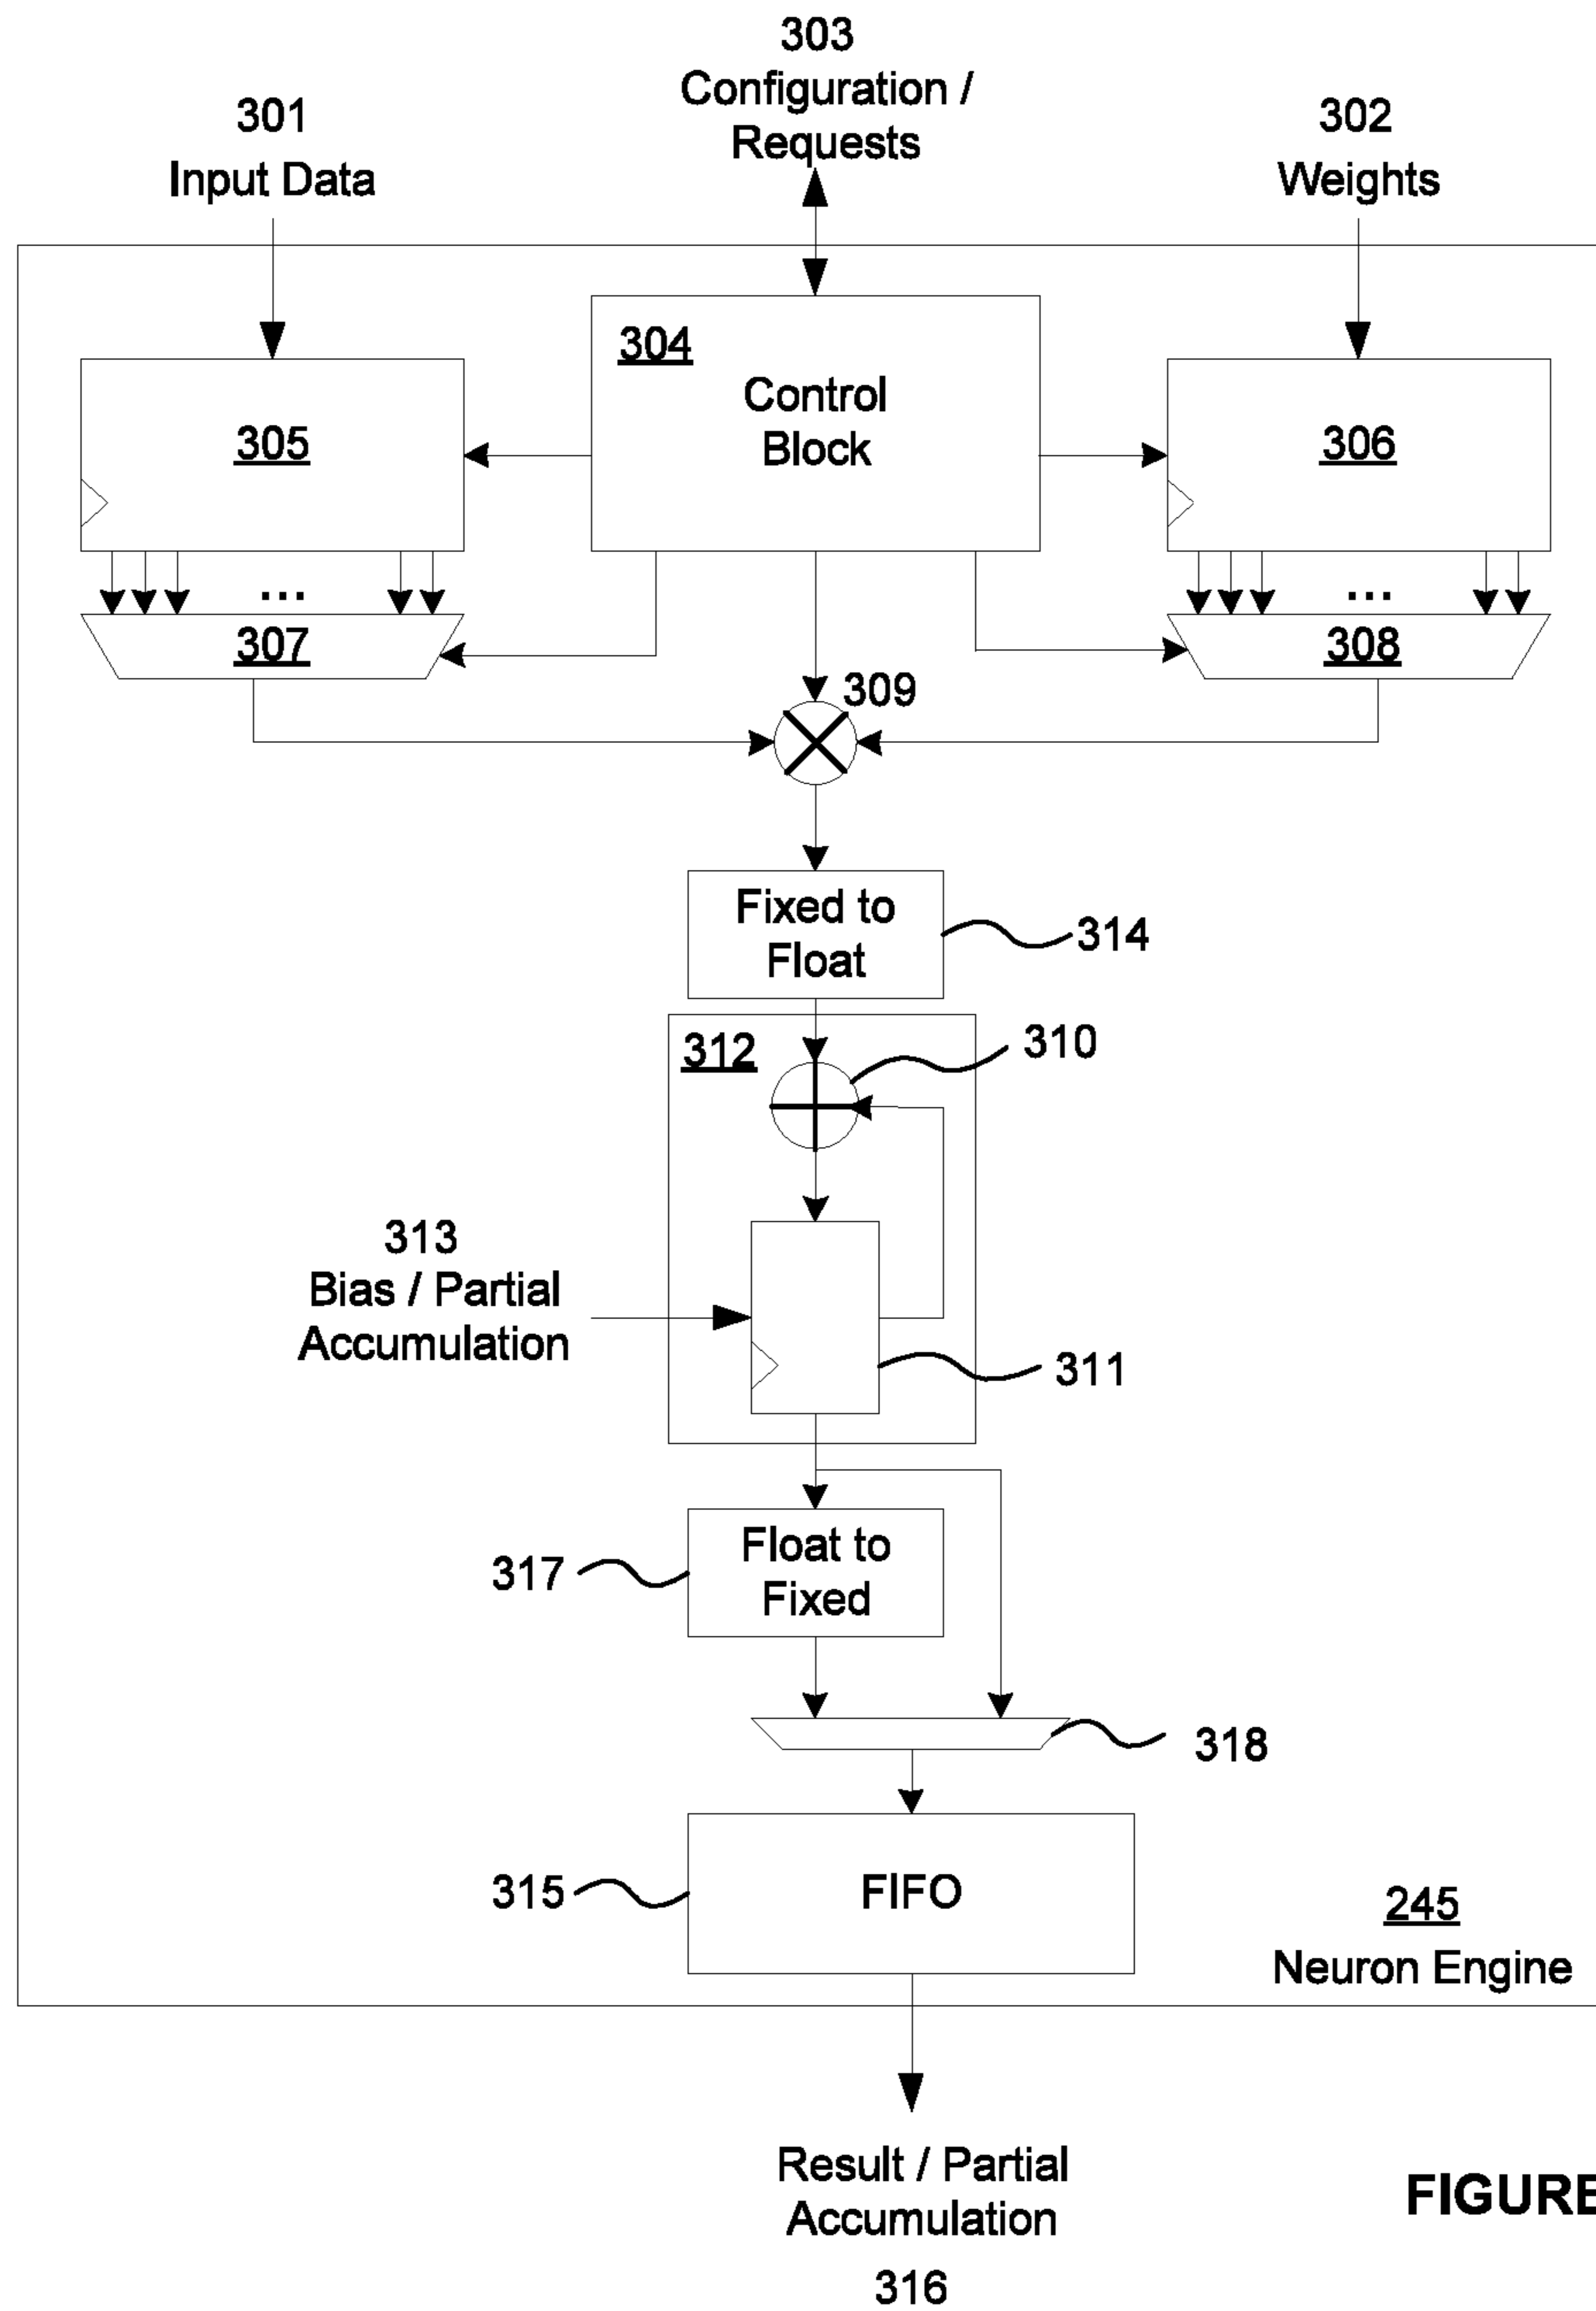 303
Configuration /
Requests
301
Input Data
302
Weights
304
Control
Block
305
306
...
...
307
308
309
Fixed to
Float
314
312
310
313
Bias / Partial
Accumulation
311
Float to
Fixed
317
318
315
FIFO
245
Neuron Engine
Result / Partial
Accumulation
316
FIGURE